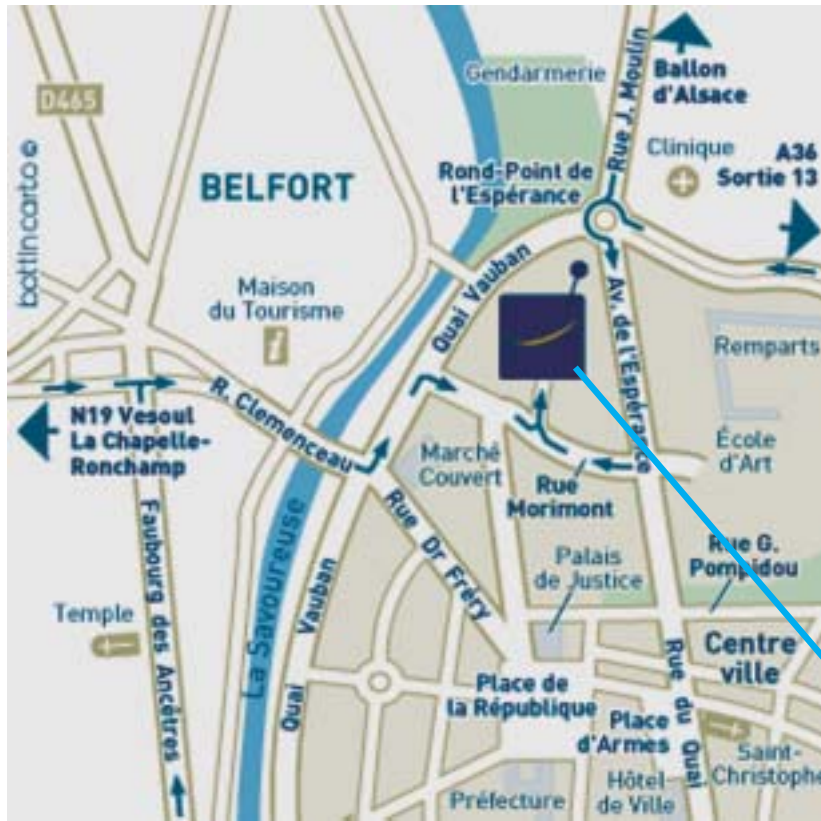 Gendarmerie
Rue J. Moulin
Ballon
d'Alsace
D465
bottincarto ©
BELFORT
Rond-Point de
l'Espérance
Clinique
A36
Sortie 13
Maison
du Tourisme
Quai Vauban
Av. de l'Espérance
Remparts
N19 Vesoul
La Chapelle-
Ronchamp
R. Clemenceau
Marché
Couvert
Rue
Morimont
École
d'Art
Faubourg des Ancêtres
La Savoureuse
Rue Dr Fréry
Palais
de Justice
Rue G.
Pompidou
Temple
Quai Vauban
Place de
la République
Centre
ville
Place
d'Armes
Rue du Quai
Saint-
Christophe
Préfecture
Hôtel
de Ville